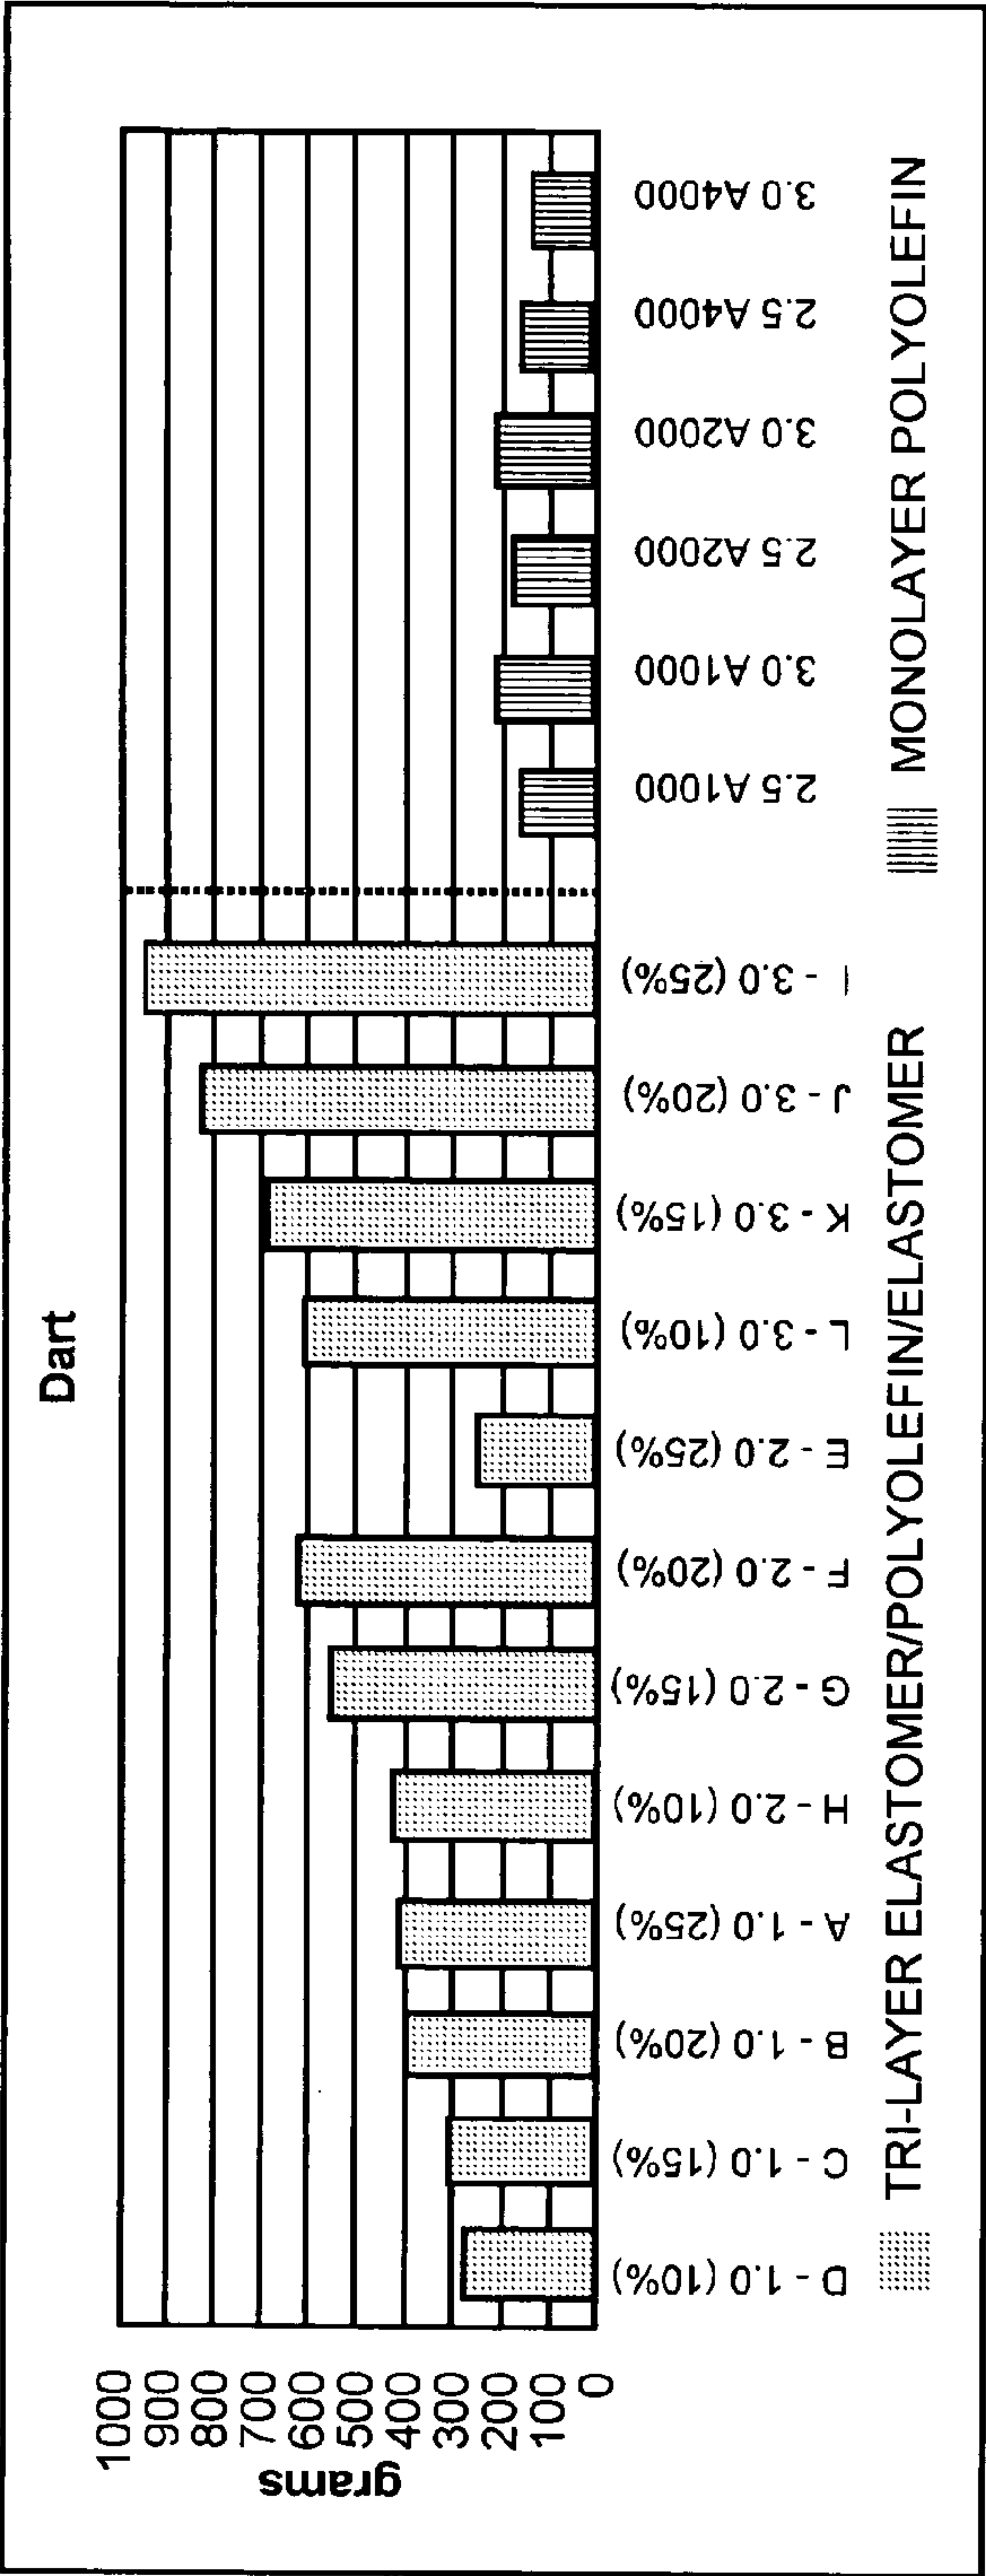 Dart
grams
1000
900
800
700
600
500
400
300
200
100
0
D - 1.0 (10%)
C - 1.0 (15%)
B - 1.0 (20%)
A - 1.0 (25%)
H - 2.0 (10%)
G - 2.0 (15%)
F - 2.0 (20%)
E - 2.0 (25%)
L - 3.0 (10%)
K - 3.0 (15%)
J - 3.0 (20%)
I - 3.0 (25%)
2.5 A1000
3.0 A1000
2.5 A2000
3.0 A2000
2.5 A4000
3.0 A4000
TRI-LAYER ELASTOMER/POLYOLEFIN/ELASTOMER
MONOLAYER POLYOLEFIN